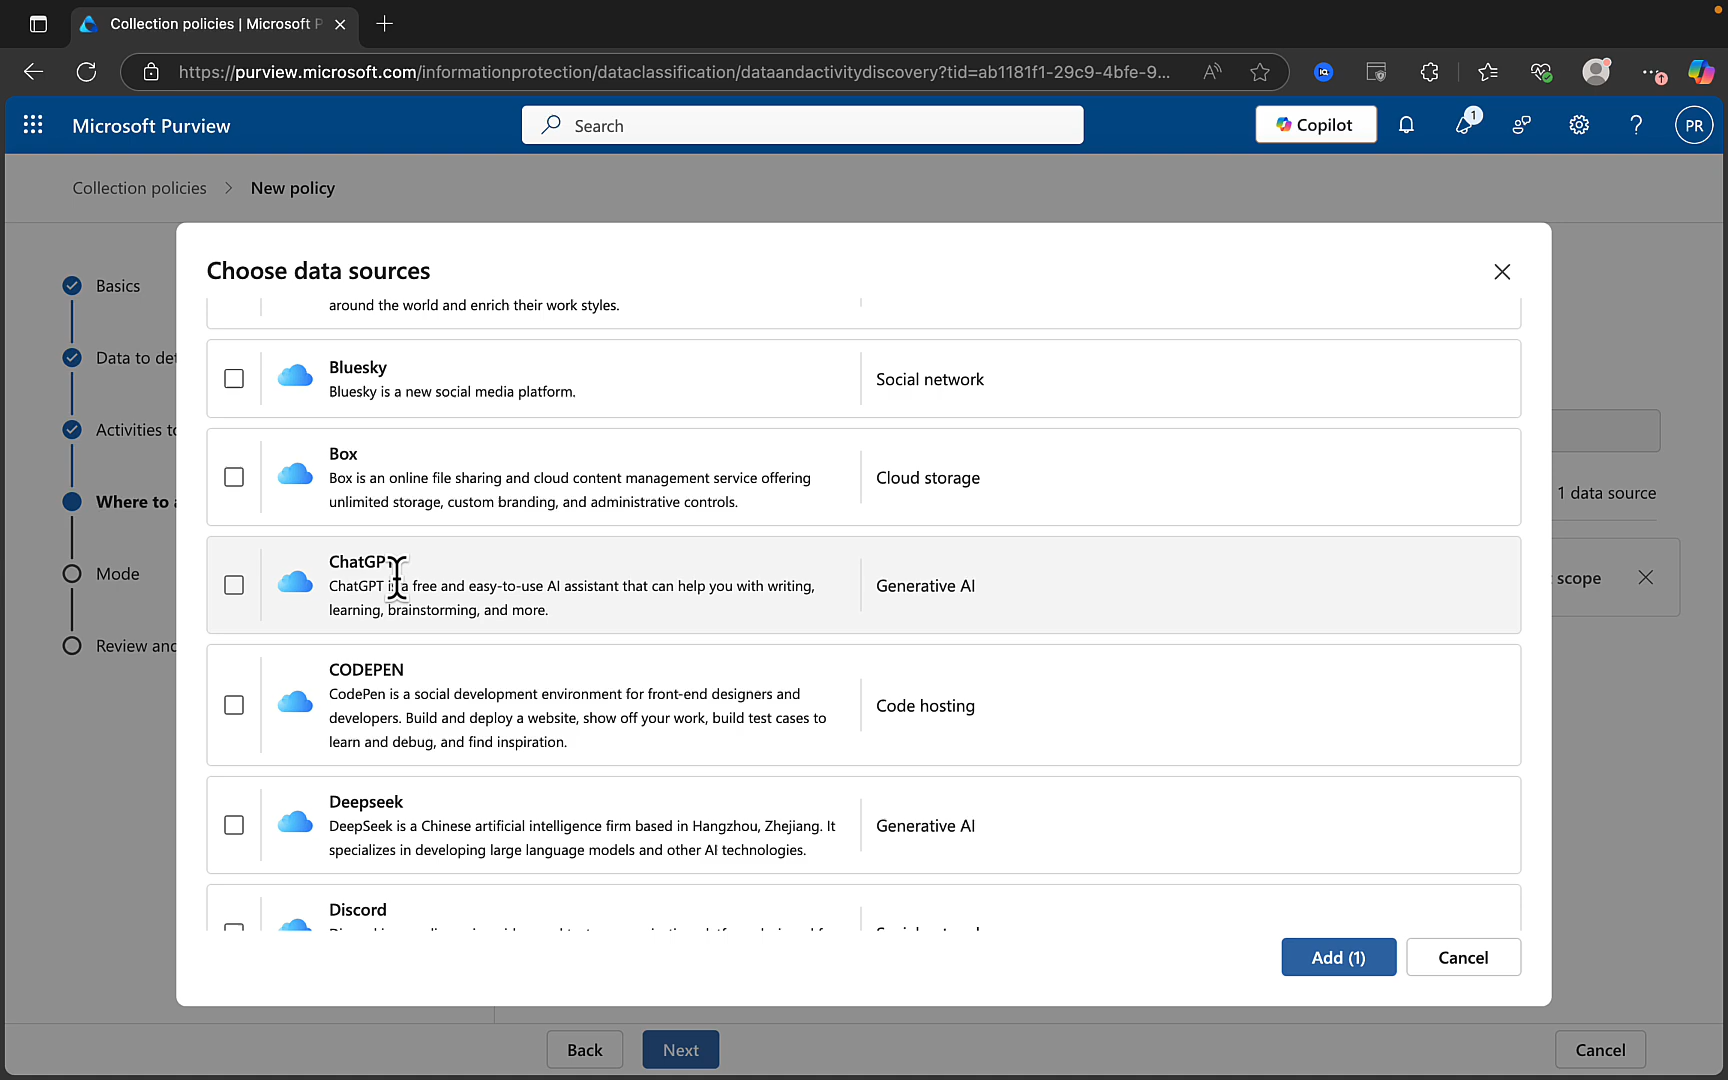 Collection policies | Microsoft P
https://purview.microsoft.com/informationprotection/dataclassification/dataandactivitydiscovery?tid=ab1181f1-29c9-4bfe-9...
Microsoft Purview
Search
Copilot
1
PR
Collection policies > New policy
Choose data sources
around the world and enrich their work styles.
Basics
Data to det
Activities to
Where to a
Mode
Review and
Bluesky
Bluesky is a new social media platform.
Social network
Box
Box is an online file sharing and cloud content management service offering
unlimited storage, custom branding, and administrative controls.
Cloud storage
ChatGPT
ChatGPT is a free and easy-to-use AI assistant that can help you with writing,
learning, brainstorming, and more.
Generative AI
CODEPEN
CodePen is a social development environment for front-end designers and
developers. Build and deploy a website, show off your work, build test cases to
learn and debug, and find inspiration.
Code hosting
Deepseek
DeepSeek is a Chinese artificial intelligence firm based in Hangzhou, Zhejiang. It
specializes in developing large language models and other AI technologies.
Generative AI
Discord
1 data source
scope
Add (1)
Cancel
Back
Next
Cancel